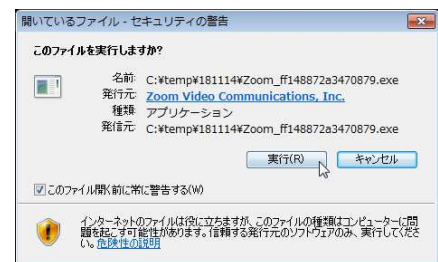 開いているファイル - セキュリティの警告
このファイルを実行しますか?
名前: C:¥temp¥181114¥Zoom_ff148872a3470879.exe
発行元: Zoom Video Communications, Inc.
種類: アプリケーション
発信元: C:¥temp¥181114¥Zoom_ff148872a3470879.exe
実行(R) キャンセル
このファイル開く前に常に警告する(W)
インターネットのファイルは役に立ちますが、このファイルの種類はコンピューターに問
題を起こす可能性があります。信頼する発行元のソフトウェアのみ、実行してくださ
い。危険性の説明